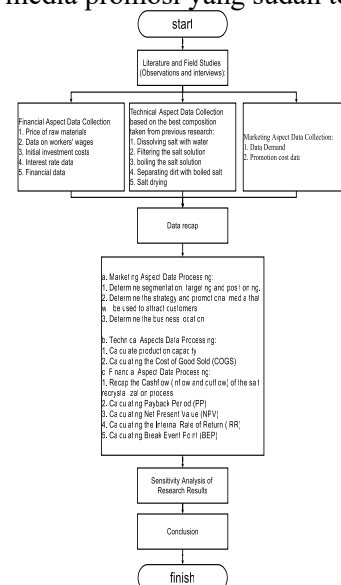 media promosi yang sudah te
start
Literature and Field Studies
(Observations and interviews):
Financial Aspect Data Collection:
1. Price of raw materials
2. Data on workers' wages
3. Initial investment costs
4. Interest rate data
5. Financial data
Technical Aspect Data Collection
based on the best composition
taken from previous research:
1. Dissolving salt with water
2. Filtering the salt solution
3. boiling the salt solution
4. Separating dirt with boiled salt
5. Salt drying
Marketing Aspect Data Collection:
1. Data Demand
2. Promotion cost data
Data recap
a. Marketing Aspect Data Processing:
1. Determine segmentation, targeting and positioning.
2. Determine the strategy and promotional media that
will be used to attract customers
3. Determine the business location
b. Technical Aspects Data Processing:
1. Calculate production capacity
2. Calculating the Cost of Good Sold (COGS)
c. Financial Aspect Data Processing:
1. Recap the Cashflow (inflow and outflow) of the salt
recrystalization process
2. Calculating Payback Period (PP)
3. Calculating Net Present Value (NPV)
4. Calculating the Internal Rate of Return (IRR)
5. Calculating Break Event Point (BEP)
Sensitivity Analysis of
Research Results
Conclusion
finish